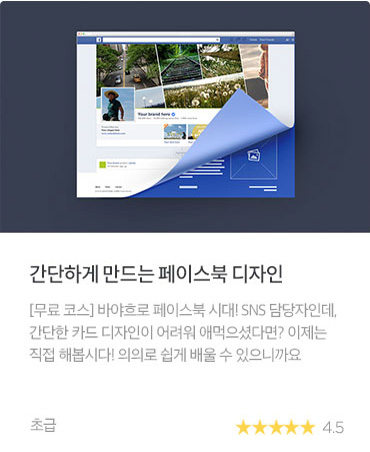 Your brand here
간단하게 만드는 페이스북 디자인
[무료 코스] 바야흐로 페이스북 시대! SNS 담당자인데,
간단한 카드 디자인이 어려워 애먹으셨다면? 이제는
직접 해봅시다! 의외로 쉽게 배울 수 있으니까요
초급
4.5